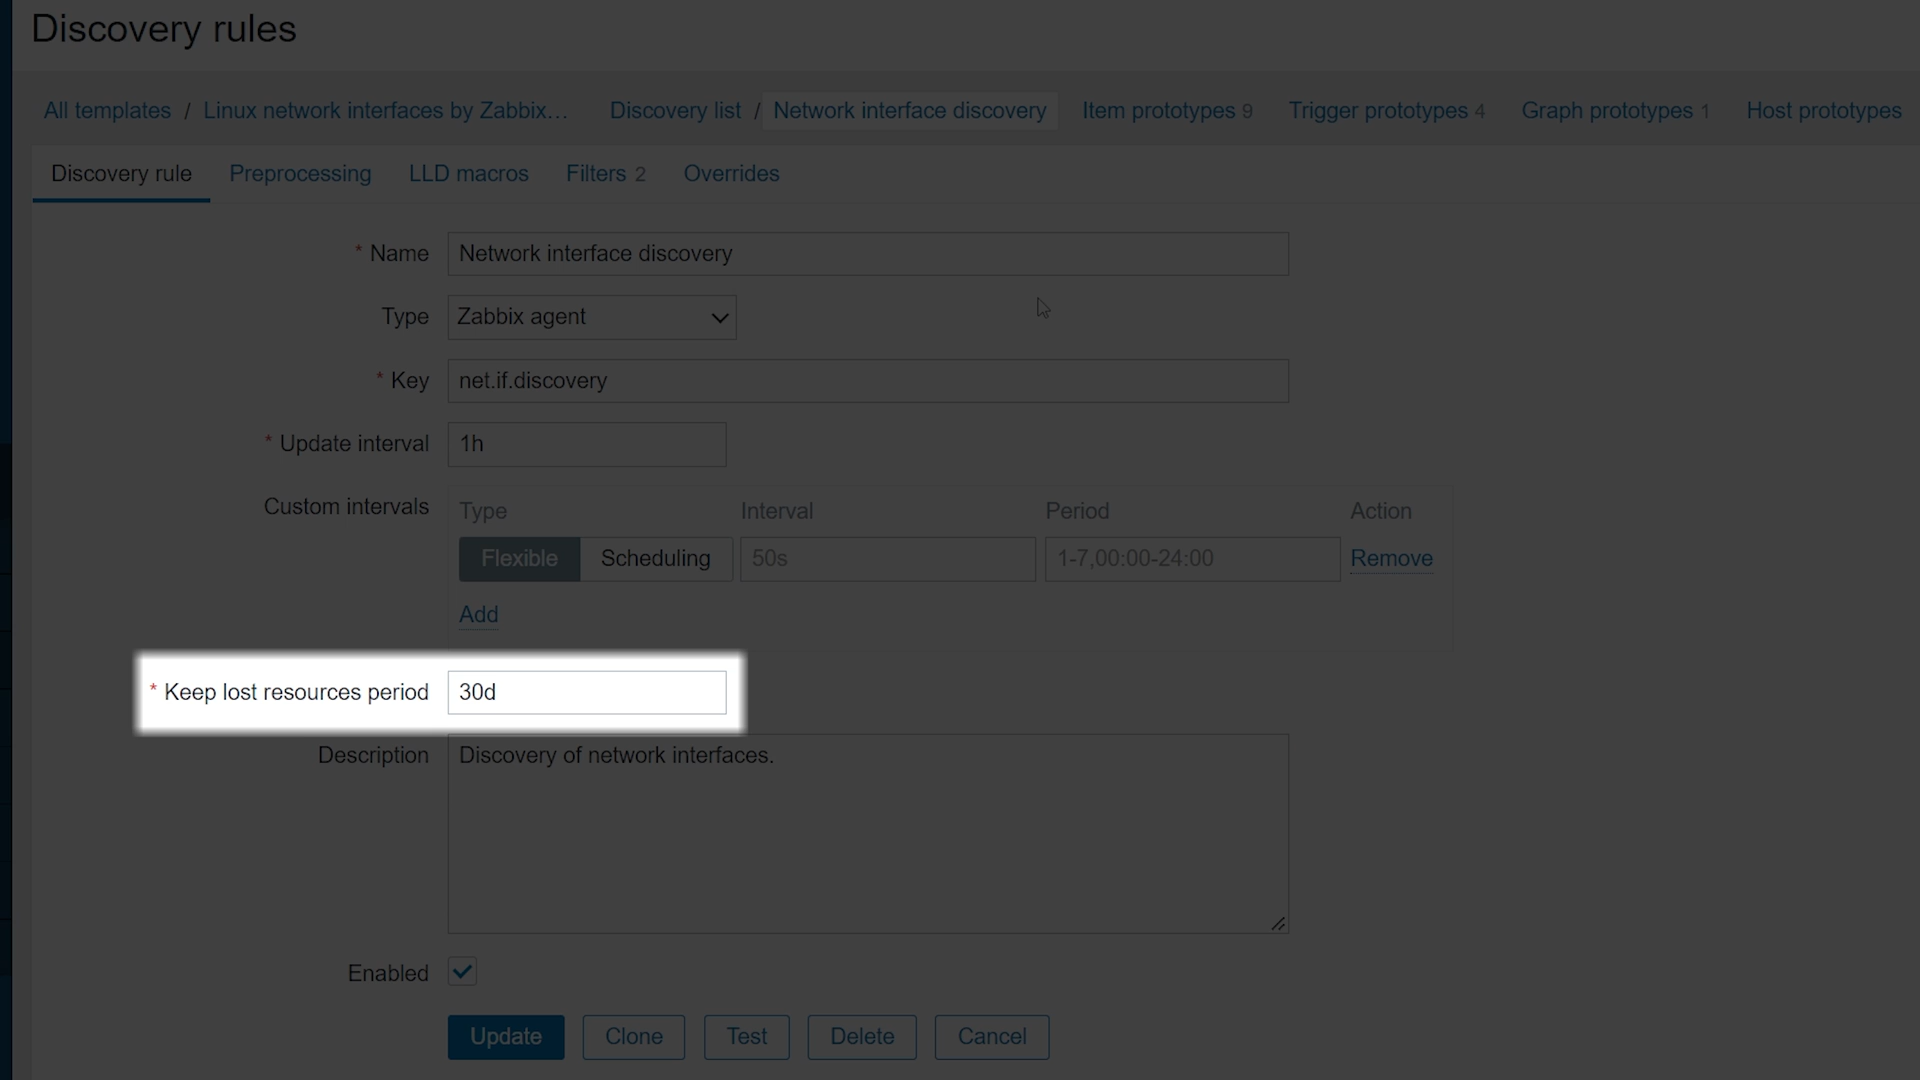 Discovery rules
All templates / Linux network interfaces by Zabbix... Discovery list / Network interface discovery Item prototypes 9 Trigger prototypes 4 Graph prototypes 1 Host prototypes
Discovery rule Preprocessing LLD macros Filters 2 Overrides
* Name Network interface discovery
Type Zabbix agent
* Key net.if.discovery
* Update interval 1h
Custom intervals Type Interval Period Action
Flexible Scheduling 50s 1-7,00:00-24:00 Remove
Add
* Keep lost resources period 30d
Description Discovery of network interfaces.
Enabled
Update Clone Test Delete Cancel